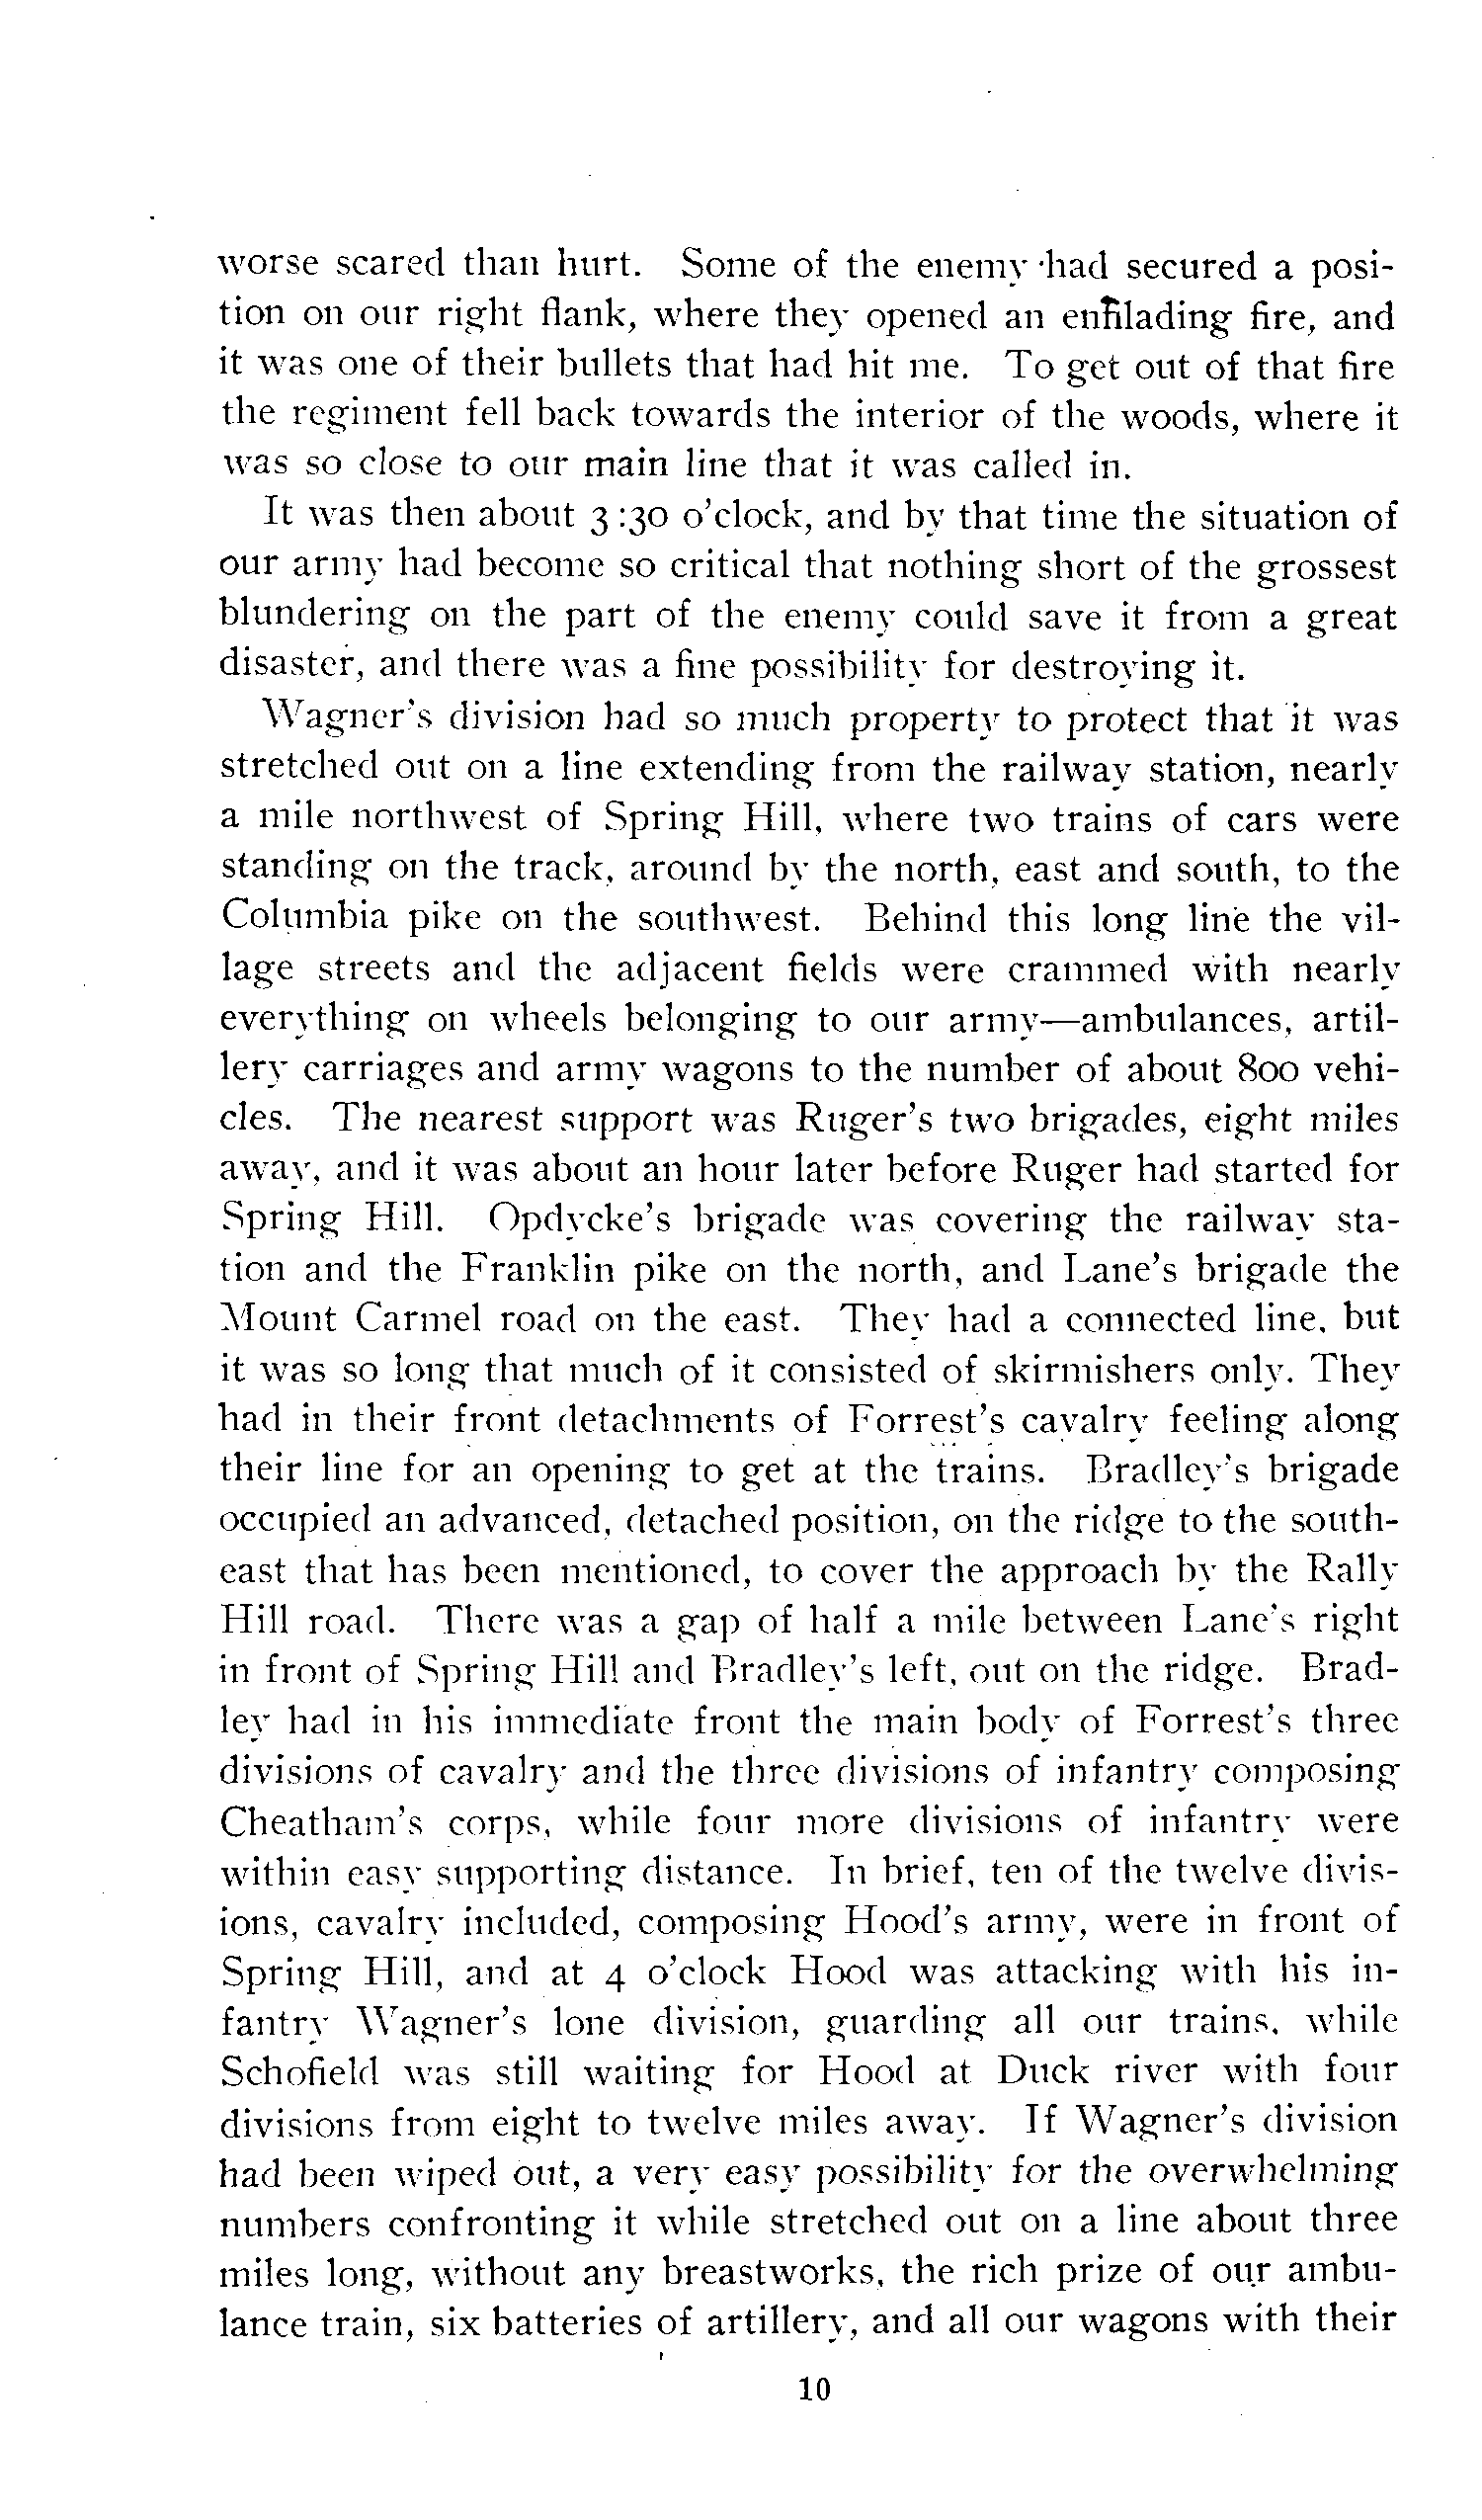 worse scared than hurt. Some of the enemy had secured a posi-
tion on our right flank, where they opened an enfilading fire, and
it was one of their bullets that had hit me. To get out of that fire
the regiment fell back towards the interior of the woods, where it
was so close to our main line that it was called in.
It was then about 3:30 o'clock, and by that time the situation of
our army had become so critical that nothing short of the grossest
blundering on the part of the enemy could save it from a great
disaster, and there was a fine possibility for destroying it.
Wagner's division had so much property to protect that it was
stretched out on a line extending from the railway station, nearly
a mile northwest of Spring Hill, where two trains of cars were
standing on the track, around by the north, east and south, to the
Columbia pike on the southwest. Behind this long line the vil-
lage streets and the adjacent fields were crammed with nearly
everything on wheels belonging to our army—ambulances, artil-
lery carriages and army wagons to the number of about 800 vehi-
cles. The nearest support was Ruger's two brigades, eight miles
away, and it was about an hour later before Ruger had started for
Spring Hill. Opdycke's brigade was covering the railway sta-
tion and the Franklin pike on the north, and Lane's brigade the
Mount Carmel road on the east. They had a connected line, but
it was so long that much of it consisted of skirmishers only. They
had in their front detachments of Forrest's cavalry feeling along
their line for an opening to get at the trains. Bradley's brigade
occupied an advanced, detached position, on the ridge to the south-
east that has been mentioned, to cover the approach by the Rally
Hill road. There was a gap of half a mile between Lane's right
in front of Spring Hill and Bradley's left, out on the ridge. Brad-
ley had in his immediate front the main body of Forrest's three
divisions of cavalry and the three divisions of infantry composing
Cheatham's corps, while four more divisions of infantry were
within easy supporting distance. In brief, ten of the twelve divis-
ions, cavalry included, composing Hood's army, were in front of
Spring Hill, and at 4 o'clock Hood was attacking with his in-
fantry Wagner's lone division, guarding all our trains, while
Schofield was still waiting for Hood at Duck river with four
divisions from eight to twelve miles away. If Wagner's division
had been wiped out, a very easy possibility for the overwhelming
numbers confronting it while stretched out on a line about three
miles long, without any breastworks, the rich prize of our ambu-
lance train, six batteries of artillery, and all our wagons with their
10